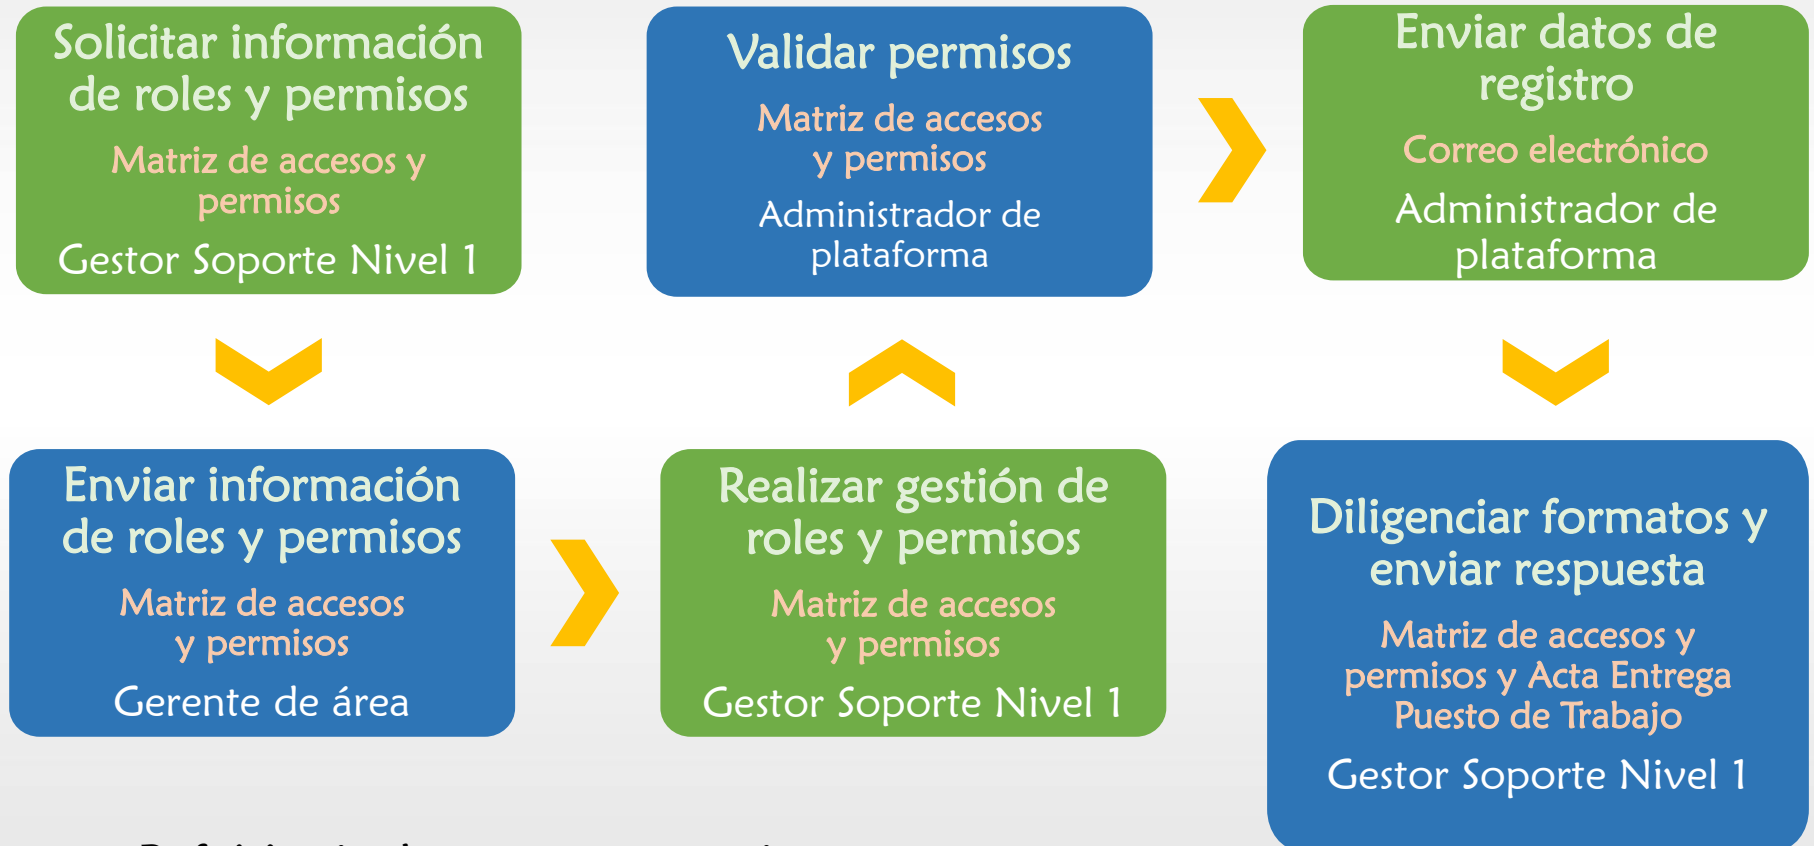 Solicitar información
de roles y permisos
Matriz de accesos y
permisos
Gestor Soporte Nivel 1
Enviar información
de roles y permisos
Matriz de accesos
y permisos
Gerente de área
Realizar gestión de
roles y permisos
Matriz de accesos
y permisos
Gestor Soporte Nivel 1
Validar permisos
Matriz de accesos
y permisos
Administrador de
plataforma
Enviar datos de
registro
Correo electrónico
Administrador de
plataforma
Diligenciar formatos y
enviar respuesta
Matriz de accesos y
permisos y Acta Entrega
Puesto de Trabajo
Gestor Soporte Nivel 1